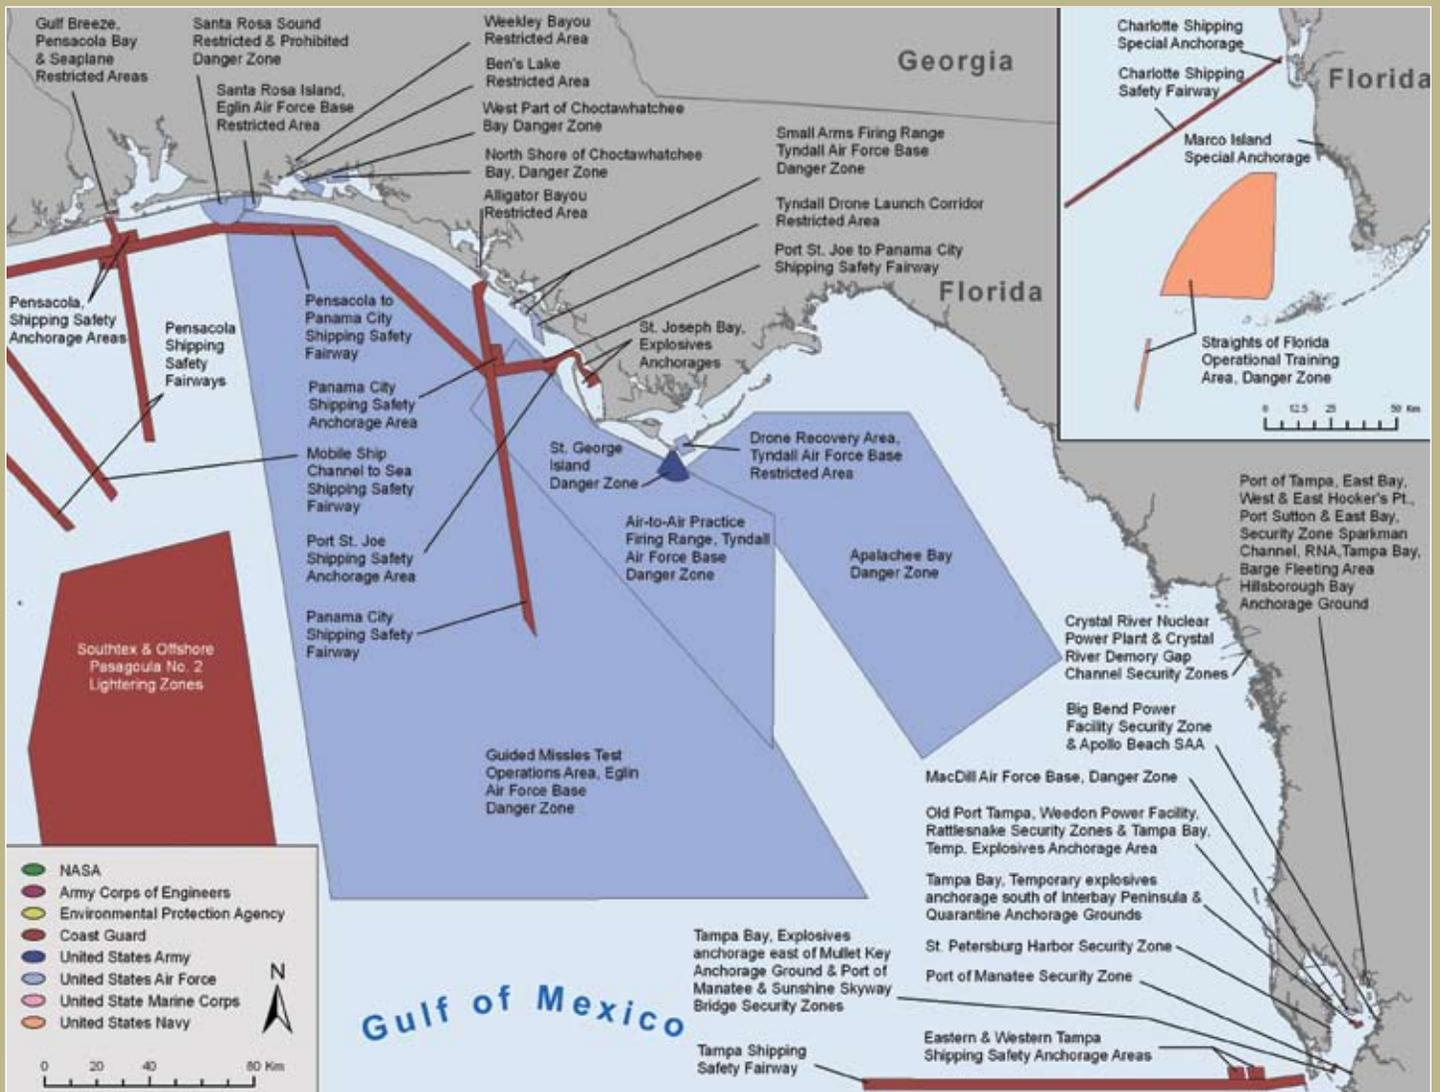 Gulf Breeze,
Pensacola Bay
& Seaplane
Restricted Areas
Santa Rosa Sound
Restricted & Prohibited
Danger Zone
Santa Rosa Island,
Eglin Air Force Base
Restricted Area
Weekley Bayou
Restricted Area
Ben's Lake
Restricted Area
West Part of Choctawhatchee
Bay Danger Zone
North Shore of Choctawhatchee
Bay, Danger Zone
Alligator Bayou
Restricted Area
Georgia
Small Arms Firing Range
Tyndall Air Force Base
Danger Zone
Tyndall Drone Launch Corridor
Restricted Area
Port St. Joe to Panama City
Shipping Safety Fairway
Florida
Charlotte Shipping
Special Anchorage
Charlotte Shipping
Safety Fairway
Florida
Marco Island
Special Anchorage
Straights of Florida
Operational Training
Area, Danger Zone
0 12.5 25 50 Km
Pensacola,
Shipping Safety
Anchorage Areas
Pensacola
Shipping
Safety
Fairways
Pensacola to
Panama City
Shipping Safety
Fairway
Panama City
Shipping Safety
Anchorage Area
Mobile Ship
Channel to Sea
Shipping Safety
Fairway
Port St. Joe
Shipping Safety
Anchorage Area
Panama City
Shipping Safety
Fairway
St. Joseph Bay,
Explosives
Anchorages
St. George
Island
Danger Zone
Drone Recovery Area,
Tyndall Air Force Base
Restricted Area
Air-to-Air Practice
Firing Range, Tyndall
Air Force Base
Danger Zone
Apalachee Bay
Danger Zone
Port of Tampa, East Bay,
West & East Hooker's Pt.,
Port Sutton & East Bay,
Security Zone Sparkman
Channel, RNA,Tampa Bay,
Barge Fleeting Area
Hillsborough Bay
Anchorage Ground
Southtex & Offshore
Pasagoula No. 2
Lightering Zones
Crystal River Nuclear
Power Plant & Crystal
River Demory Gap
Channel Security Zones
Big Bend Power
Facility Security Zone
& Apollo Beach SAA
Guided Missles Test
Operations Area, Eglin
Air Force Base
Danger Zone
MacDill Air Force Base, Danger Zone
Old Port Tampa, Weedon Power Facility,
Rattlesnake Security Zones & Tampa Bay,
Temp. Explosives Anchorage Area
Tampa Bay, Temporary explosives
anchorage south of Interbay Peninsula &
Quarantine Anchorage Grounds
St. Petersburg Harbor Security Zone
Port of Manatee Security Zone
Tampa Bay, Explosives
anchorage east of Mullet Key
Anchorage Ground & Port of
Manatee & Sunshine Skyway
Bridge Security Zones
Eastern & Western Tampa
Shipping Safety Anchorage Areas
Tampa Shipping
Safety Fairway
Gulf of Mexico
NASA
Army Corps of Engineers
Environmental Protection Agency
Coast Guard
United States Army
United States Air Force
United State Marine Corps
United States Navy
N
0 20 40 80 Km